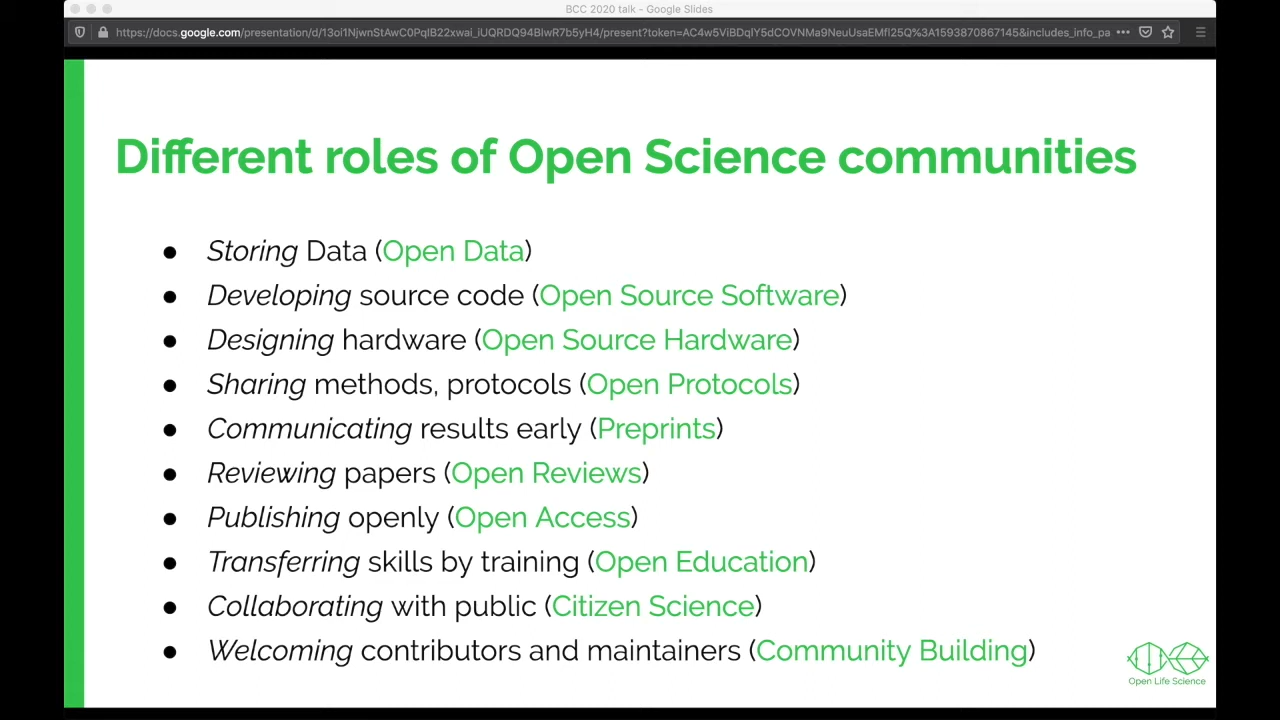 BCC 2020 talk - Google Slides
Different roles of Open Science communities
● Storing Data (Open Data)
● Developing source code (Open Source Software)
● Designing hardware (Open Source Hardware)
● Sharing methods, protocols (Open Protocols)
● Communicating results early (Preprints)
● Reviewing papers (Open Reviews)
● Publishing openly (Open Access)
● Transferring skills by training (Open Education)
● Collaborating with public (Citizen Science)
● Welcoming contributors and maintainers (Community Building)
Open Life Science